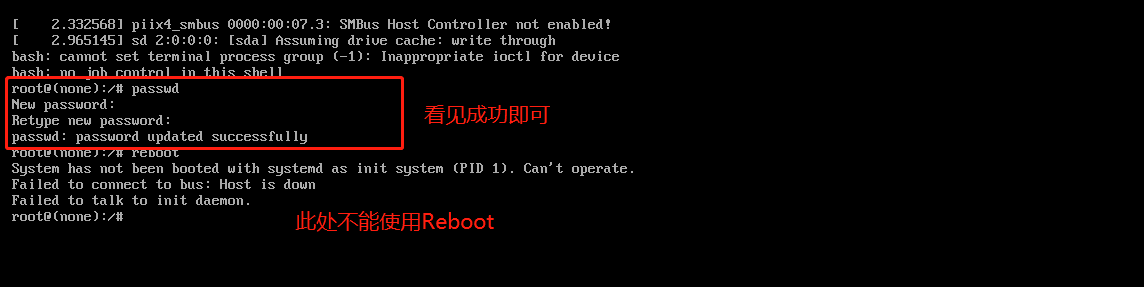 [    2.332568] piix4_smbus 0000:00:07.3: SMBus Host Controller not enabled!
[    2.965145] sd 2:0:0:0: [sda] Assuming drive cache: write through
bash: cannot set terminal process group (-1): Inappropriate ioctl for device
bash: no job control in this shell
root@(none):/# passwd
New password:
看见成功即可
Retype new password:
passwd: password updated successfully
root@(none):/# reboot
System has not been booted with systemd as init system (PID 1). Can't operate.
Failed to connect to bus: Host is down
Failed to talk to init daemon.
root@(none):/#
此处不能使用Reboot